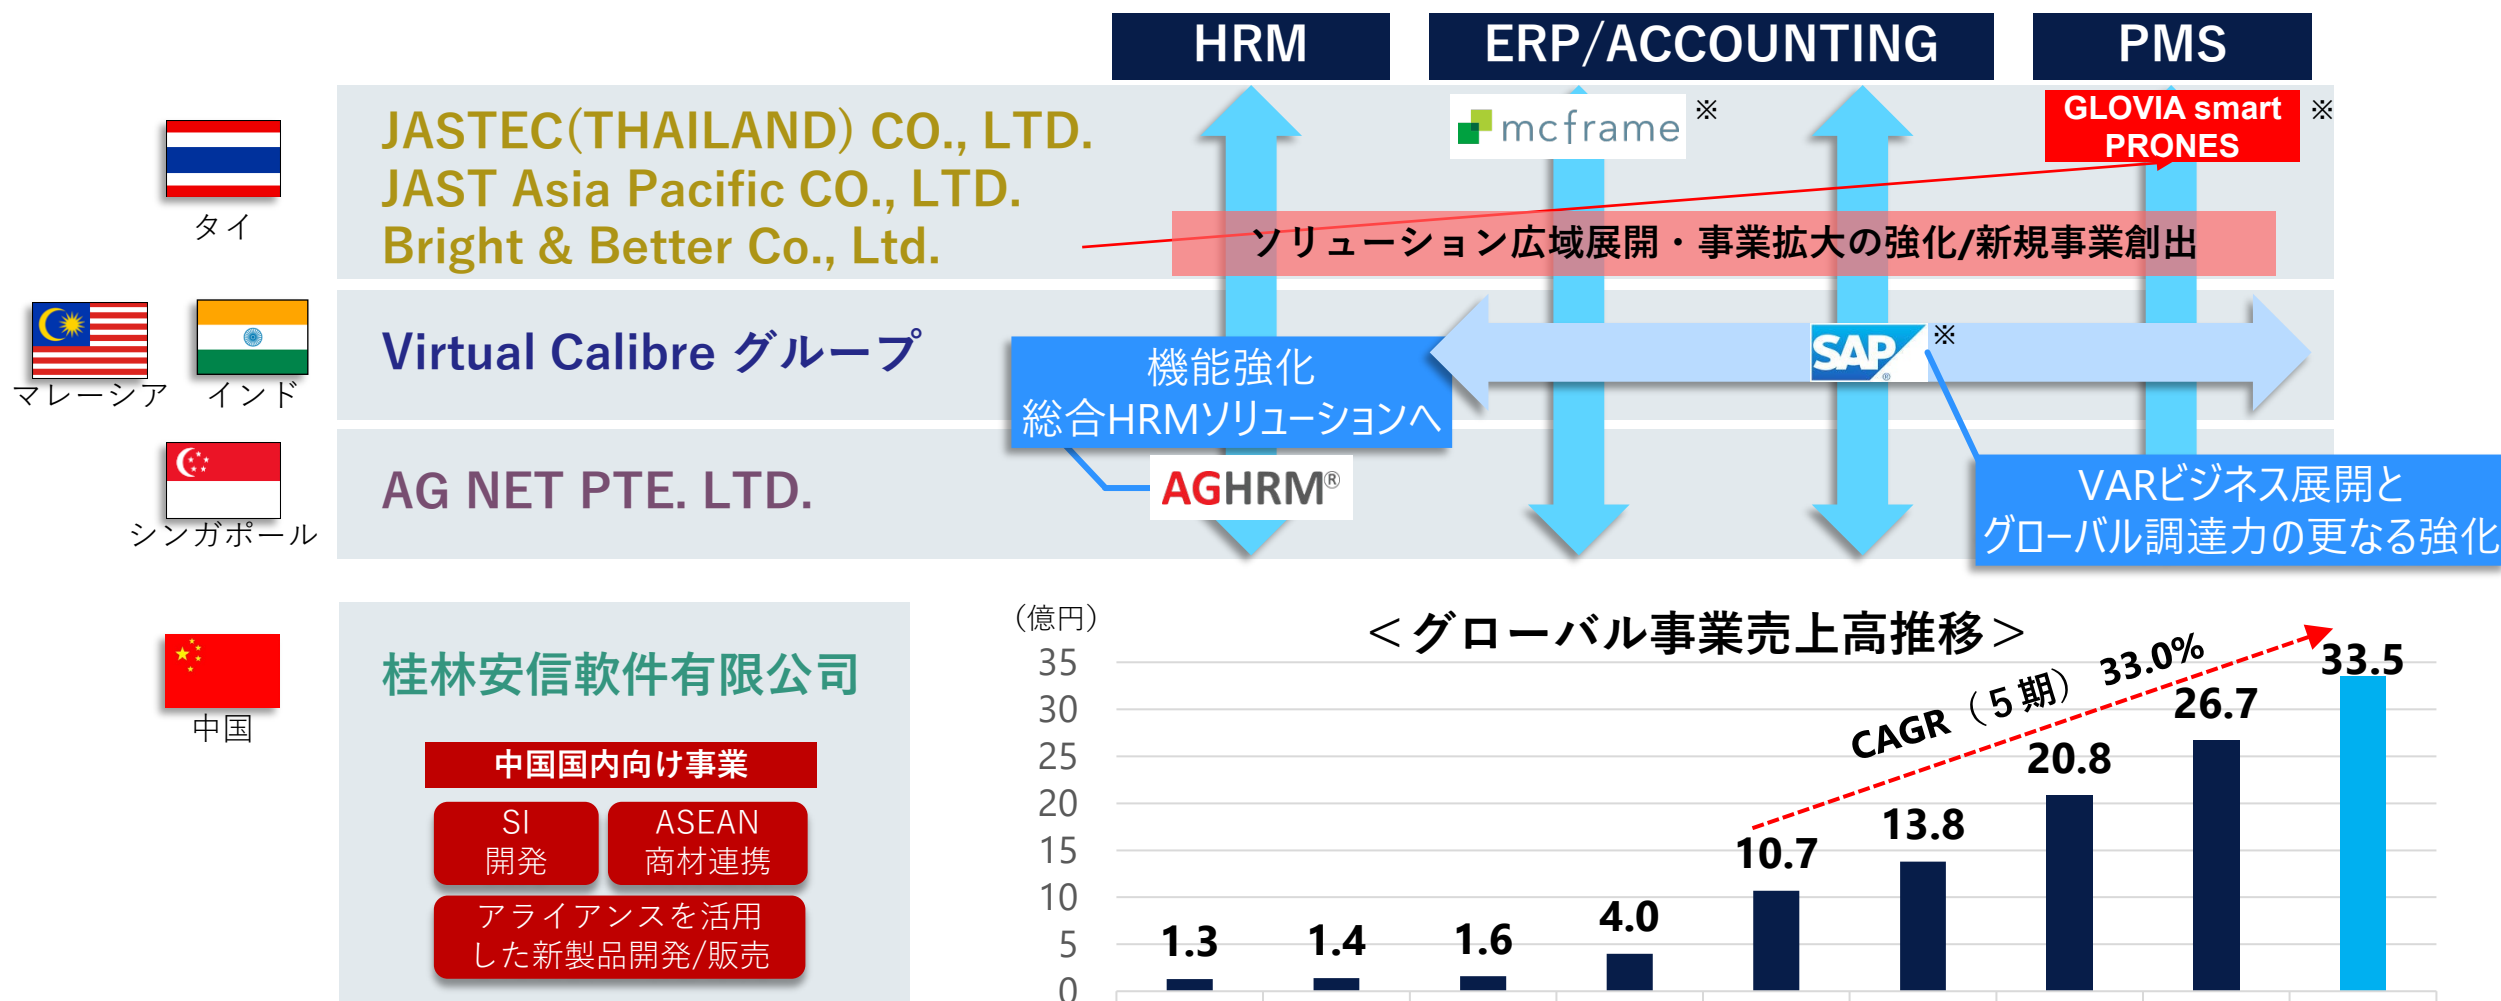 HRM
ERP/ACCOUNTING
PMS
タイ
JASTEC(THAILAND) CO., LTD.
JAST Asia Pacific CO., LTD.
Bright & Better Co., Ltd.
mcframe ※
GLOVIA smart ※
PRONES
ソリューション広域展開・事業拡大の強化/新規事業創出
マレーシア
インド
Virtual Calibre グループ
機能強化
総合HRMソリューションへ
SAP® ※
シンガポール
AG NET PTE. LTD.
AGHRM®
VARビジネス展開と
グローバル調達力の更なる強化
中国
桂林安信軟件有限公司
中国国内向け事業
SI
開発
ASEAN
商材連携
アライアンスを活用
した新製品開発/販売
（億円）
＜グローバル事業売上高推移＞
CAGR（５期） 33.0%
35
30
25
20
15
10
5
0
1.3
1.4
1.6
4.0
10.7
13.8
20.8
26.7
33.5